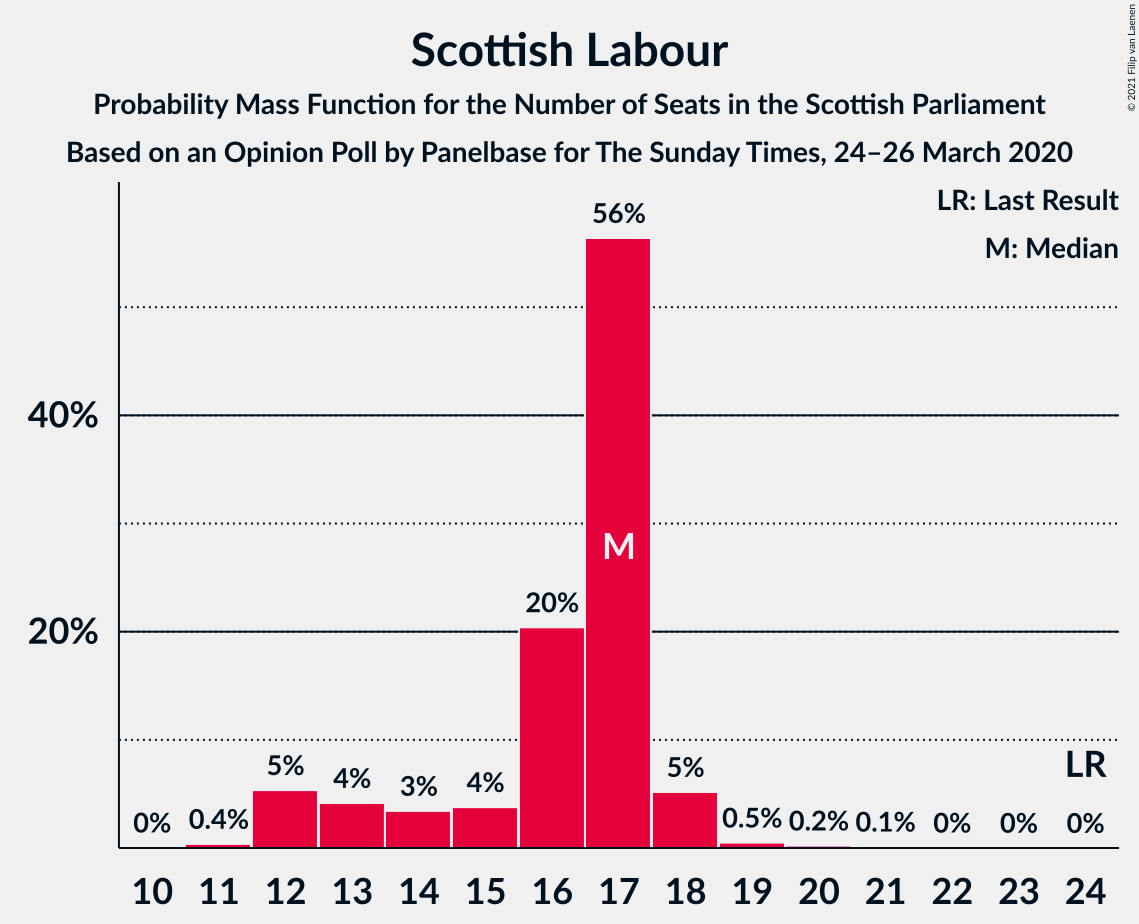 Scottish Labour
Probability Mass Function for the Number of Seats in the Scottish Parliament
Based on an Opinion Poll by Panelbase for The Sunday Times, 24–26 March 2020
© 2021 Filip van Laenen
LR: Last Result
M: Median
56%
40%
M
20%
20%
5%
4%
3%
4%
5%
LR
0%
0.4%
0.5%
0.2%
0.1%
0%
0%
0%
10 11 12 13 14 15 16 17 18 19 20 21 22 23 24